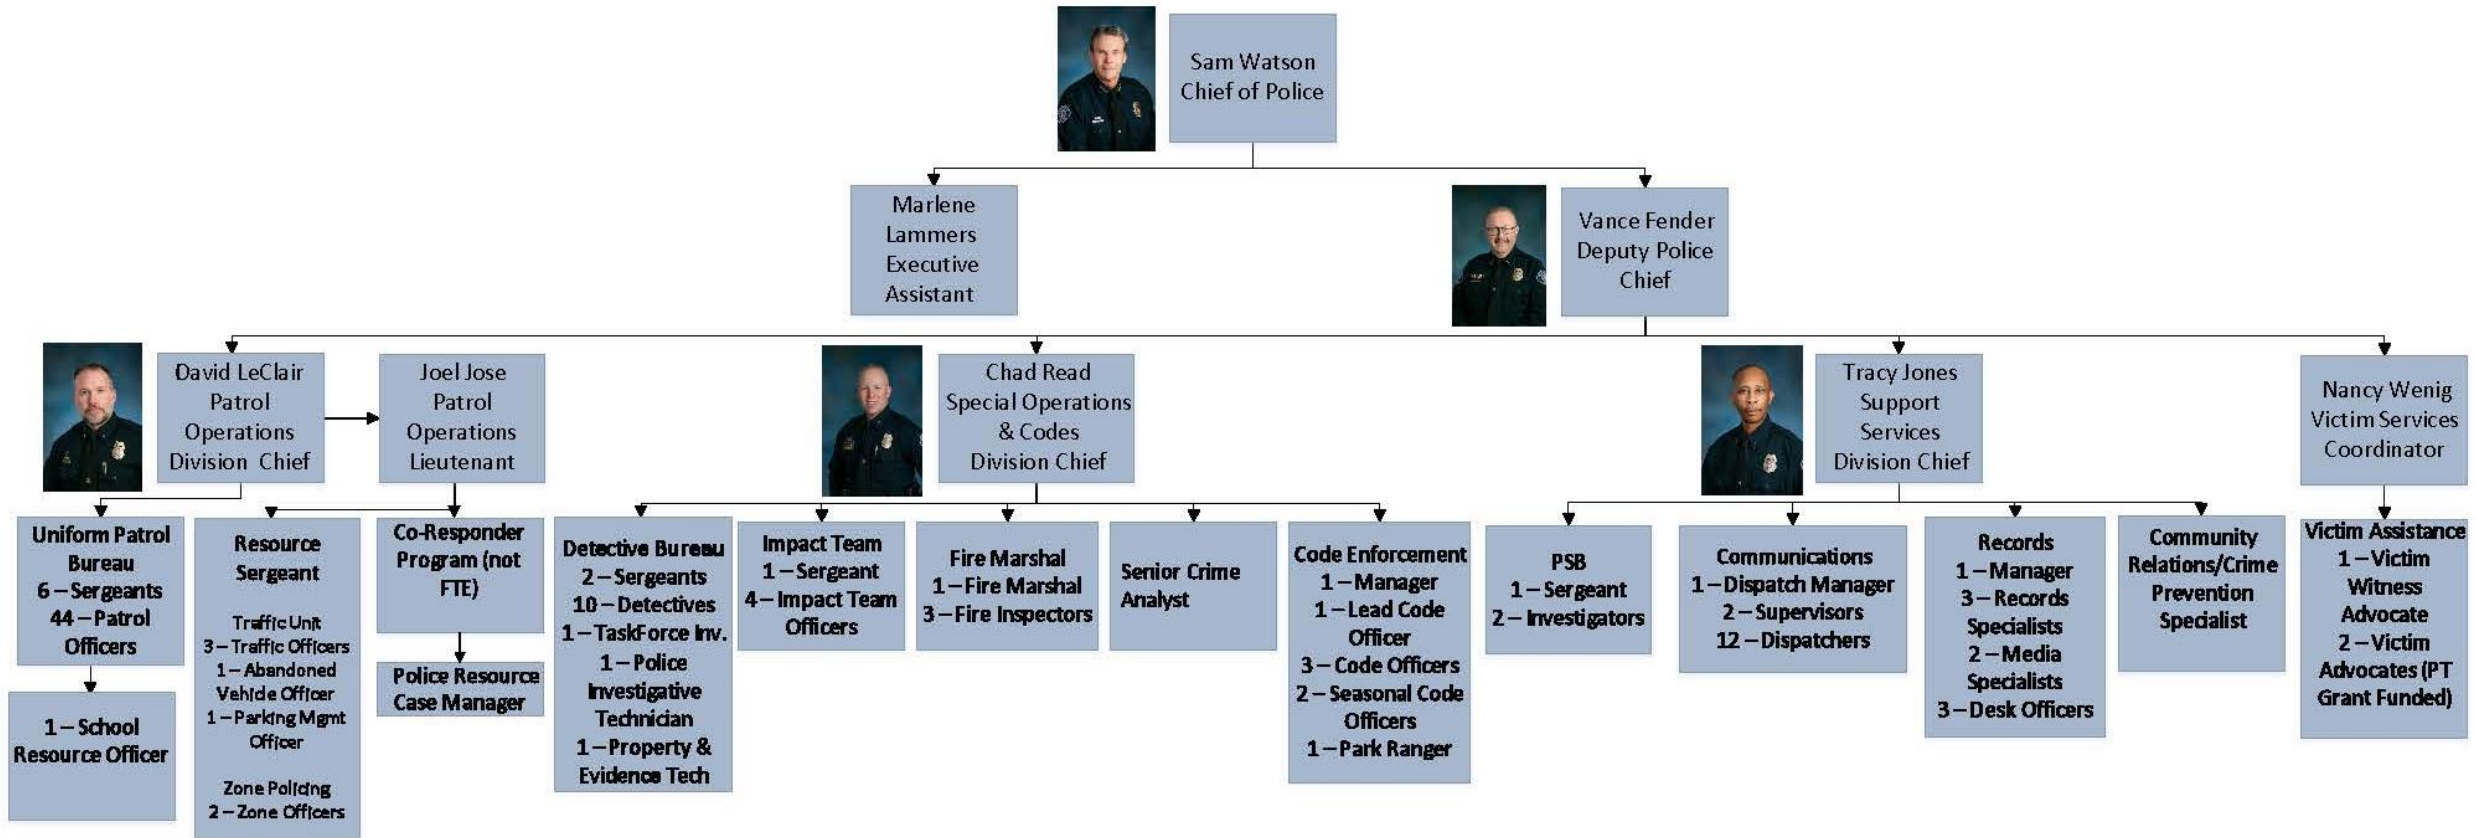 Sam Watson
Chief of Police
Marlene
Lammers
Executive
Assistant
Vance Fender
Deputy Police
Chief
David LeClair
Patrol
Operations
Division Chief
Joel Jose
Patrol
Operations
Lieutenant
Chad Read
Special Operations
& Codes
Division Chief
Tracy Jones
Support
Services
Division Chief
Nancy Wenig
Victim Services
Coordinator
Uniform Patrol
Bureau
6 – Sergeants
44 – Patrol
Officers
1 – School
Resource Officer
Resource
Sergeant
Traffic Unit
3 – Traffic Officers
1 – Abandoned
Vehicle Officer
1 – Parking Mgmt
Officer
Zone Policing
2 – Zone Officers
Co-Responder
Program (not
FTE)
Police Resource
Case Manager
Detective Bureau
2 – Sergeants
10 – Detectives
1 – TaskForce Inv.
1 – Police
Investigative
Technician
1 – Property &
Evidence Tech
Impact Team
1 – Sergeant
4 – Impact Team
Officers
Fire Marshal
1 – Fire Marshal
3 – Fire Inspectors
Senior Crime
Analyst
Code Enforcement
1 – Manager
1 – Lead Code
Officer
3 – Code Officers
2 – Seasonal Code
Officers
1 – Park Ranger
PSB
1 – Sergeant
2 – Investigators
Communications
1 – Dispatch Manager
2 – Supervisors
12 – Dispatchers
Records
1 – Manager
3 – Records
Specialists
2 – Media
Specialists
3 – Desk Officers
Community
Relations/Crime
Prevention
Specialist
Victim Assistance
1 – Victim
Witness
Advocate
2 – Victim
Advocates (PT
Grant Funded)